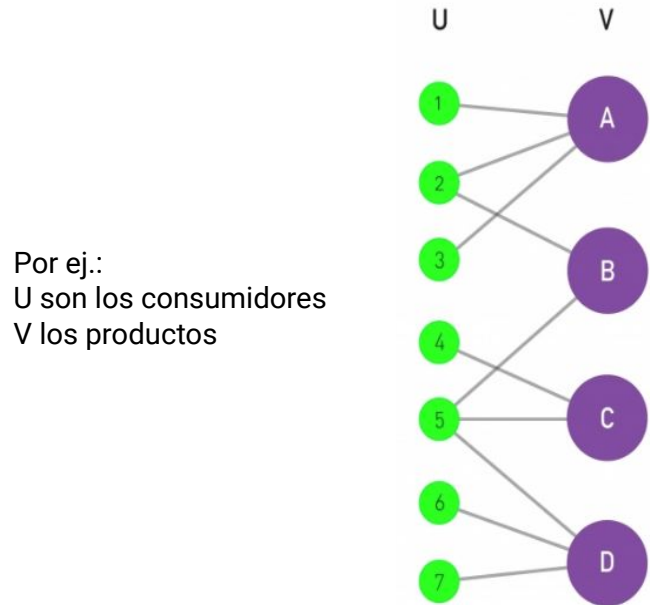 U V
1
A
2
Por ej.:
U son los consumidores
V los productos
3
B
4
5
C
6
7
D